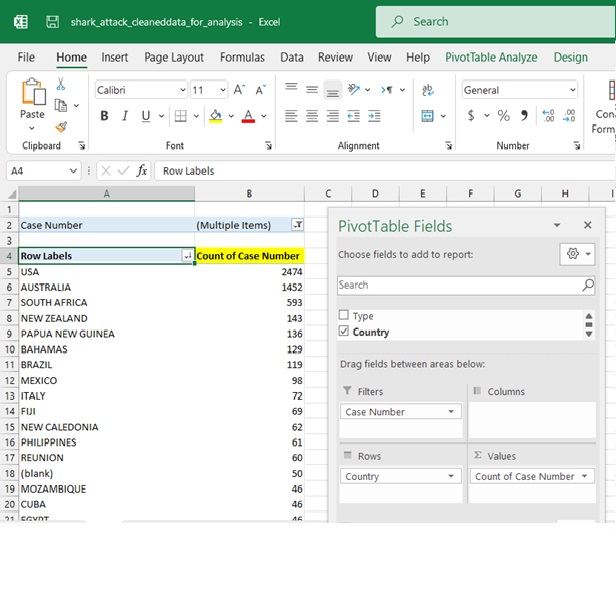 shark_attack_cleaneddata_for_analysis - Excel
Search
File Home Insert Page Layout Formulas Data Review View Help PivotTable Analyze Design
Paste
Calibri 11 A A General
B I U A ab $ % 9 .00 .00
Clipboard Font Alignment Number
A4 fx Row Labels
A B C D E F G H I
1
2 Case Number (Multiple Items)
3
4 Row Labels Count of Case Number
5 USA 2474
6 AUSTRALIA 1452
7 SOUTH AFRICA 593
8 NEW ZEALAND 143
9 PAPUA NEW GUINEA 136
10 BAHAMAS 129
11 BRAZIL 119
12 MEXICO 98
13 ITALY 72
14 FIJI 69
15 NEW CALEDONIA 62
16 PHILIPPINES 61
17 REUNION 60
18 (blank) 50
19 MOZAMBIQUE 46
20 CUBA 46
21 EGYPT 46
PivotTable Fields
Choose fields to add to report:
Search
Type
Country
Drag fields between areas below:
Filters Columns
Case Number
Rows Σ Values
Country Count of Case Number